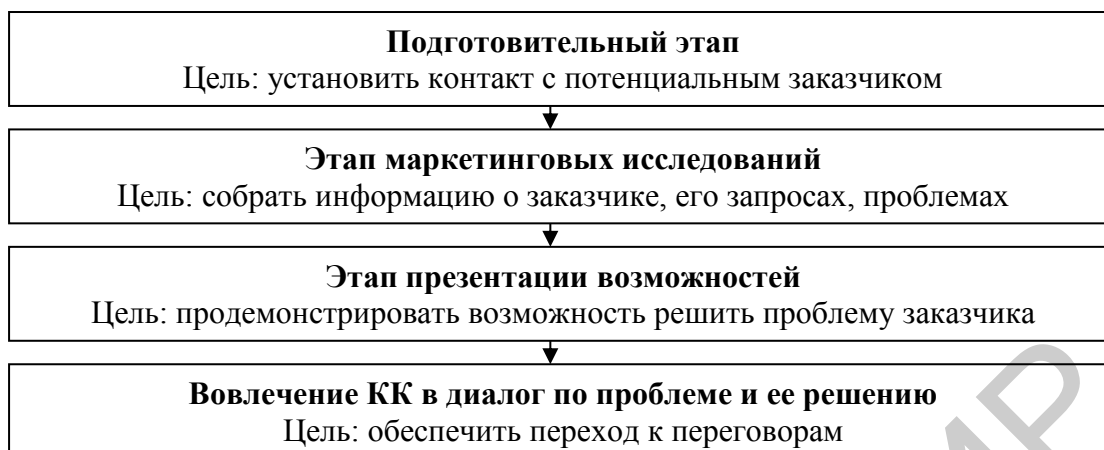 Подготовительный этап
Цель: установить контакт с потенциальным заказчиком
Этап маркетинговых исследований
Цель: собрать информацию о заказчике, его запросах, проблемах
Этап презентации возможностей
Цель: продемонстрировать возможность решить проблему заказчика
Вовлечение КК в диалог по проблеме и ее решению
Цель: обеспечить переход к переговорам